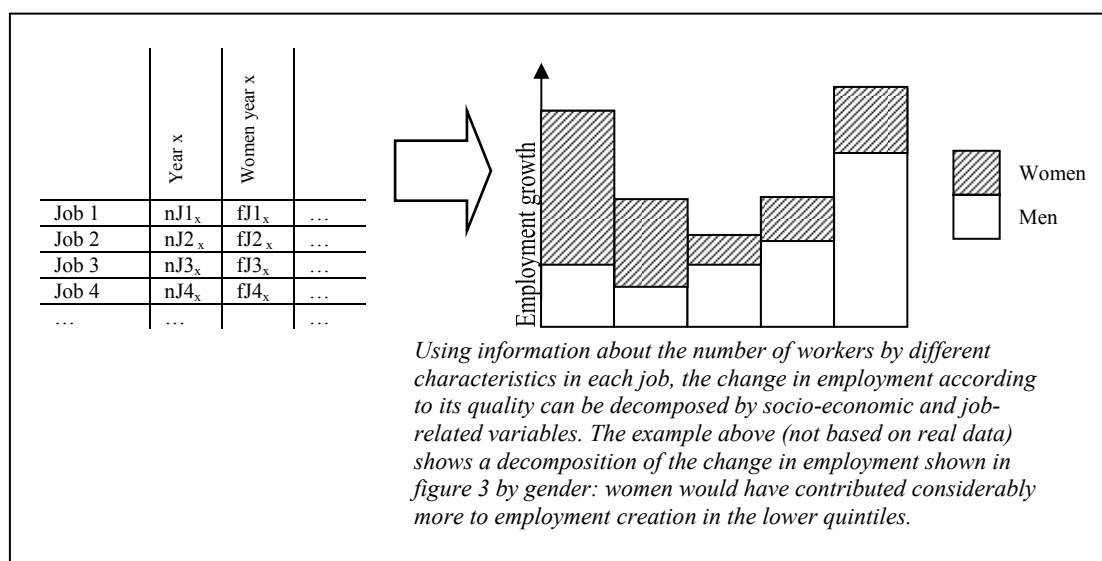 Year x
Women year x
Job 1 nJ1x fJ1x …
Job 2 nJ2 x fJ2x …
Job 3 nJ3x fJ3x …
Job 4 nJ4x fJ4x …
… … …
Employment growth
Women
Men
Using information about the number of workers by different
characteristics in each job, the change in employment according
to its quality can be decomposed by socio-economic and job-
related variables. The example above (not based on real data)
shows a decomposition of the change in employment shown in
figure 3 by gender: women would have contributed considerably
more to employment creation in the lower quintiles.